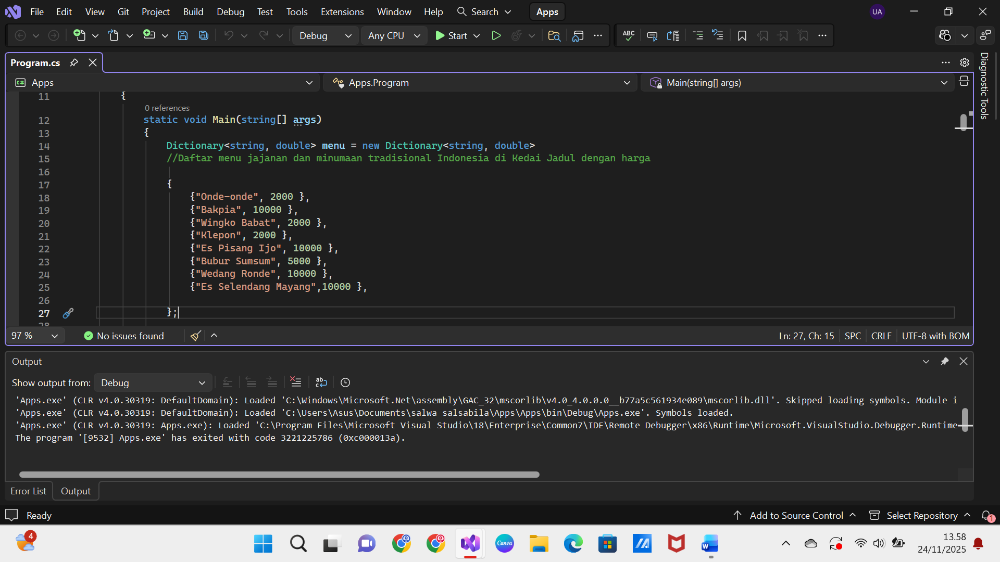 File Edit View Git Project Build Debug Test Tools Extensions Window Help Search Apps UA
Debug Any CPU Start ABC
Program.cs
C# Apps Apps.Program Main(string[] args)
Diagnostic Tools
11 {
0 references
12 static void Main(string[] args)
13 {
14 Dictionary<string, double> menu = new Dictionary<string, double>
15 //Daftar menu jajanan dan minumaan tradisional Indonesia di Kedai Jadul dengan harga
16
17 {
18 {"Onde-onde", 2000 },
19 {"Bakpia", 10000 },
20 {"Wingko Babat", 2000 },
21 {"Klepon", 2000 },
22 {"Es Pisang Ijo", 10000 },
23 {"Bubur Sumsum", 5000 },
24 {"Wedang Ronde", 10000 },
25 {"Es Selendang Mayang",10000 },
26
27 };
28
97 % No issues found Ln: 27, Ch: 15 SPC CRLF UTF-8 with BOM
Output
Show output from: Debug
'Apps.exe' (CLR v4.0.30319: DefaultDomain): Loaded 'C:\Windows\Microsoft.Net\assembly\GAC_32\mscorlib\v4.0_4.0.0.0__b77a5c561934e089\mscorlib.dll'. Skipped loading symbols. Module i
'Apps.exe' (CLR v4.0.30319: DefaultDomain): Loaded 'C:\Users\Asus\Documents\salwa salsabila\Apps\Apps\bin\Debug\Apps.exe'. Symbols loaded.
'Apps.exe' (CLR v4.0.30319: Apps.exe): Loaded 'C:\Program Files\Microsoft Visual Studio\18\Enterprise\Common7\IDE\Remote Debugger\x86\Runtime\Microsoft.VisualStudio.Debugger.Runtime
The program '[9532] Apps.exe' has exited with code 3221225786 (0xc000013a).
Error List Output
Ready Add to Source Control Select Repository 1
4 Canva W 13.58
24/11/2025